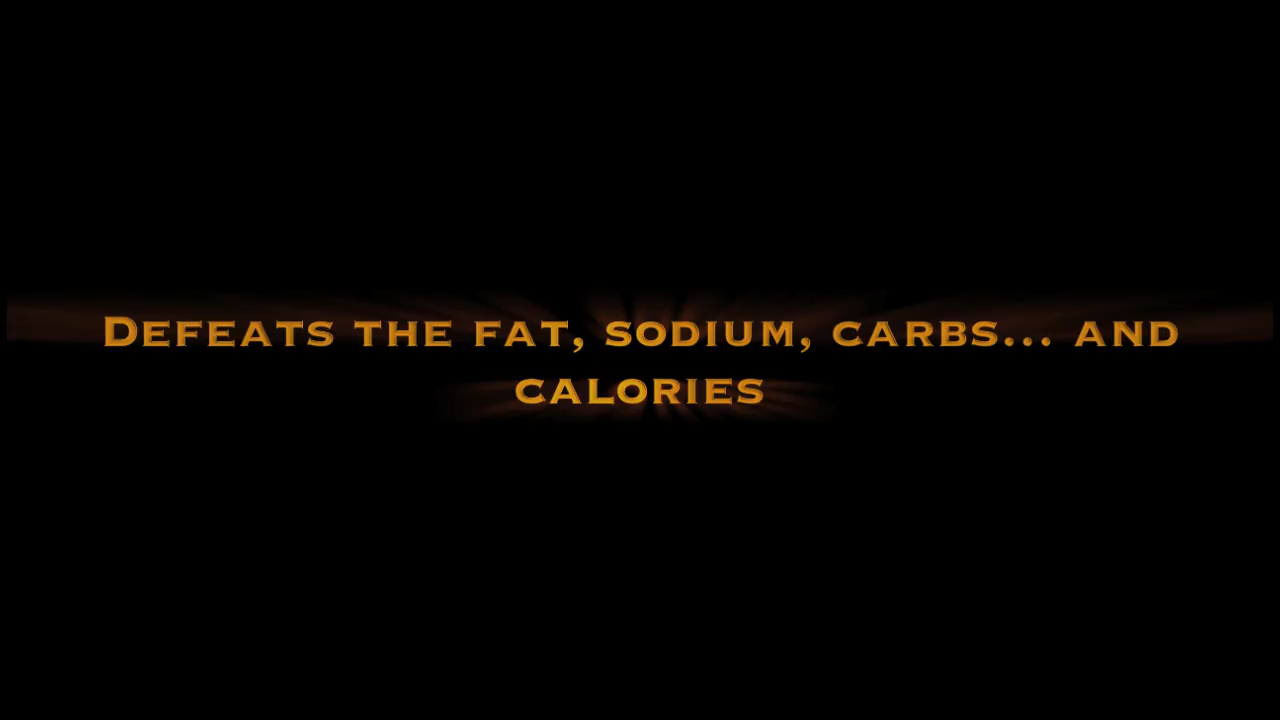 Defeats the fat, sodium, carbs... and
calories